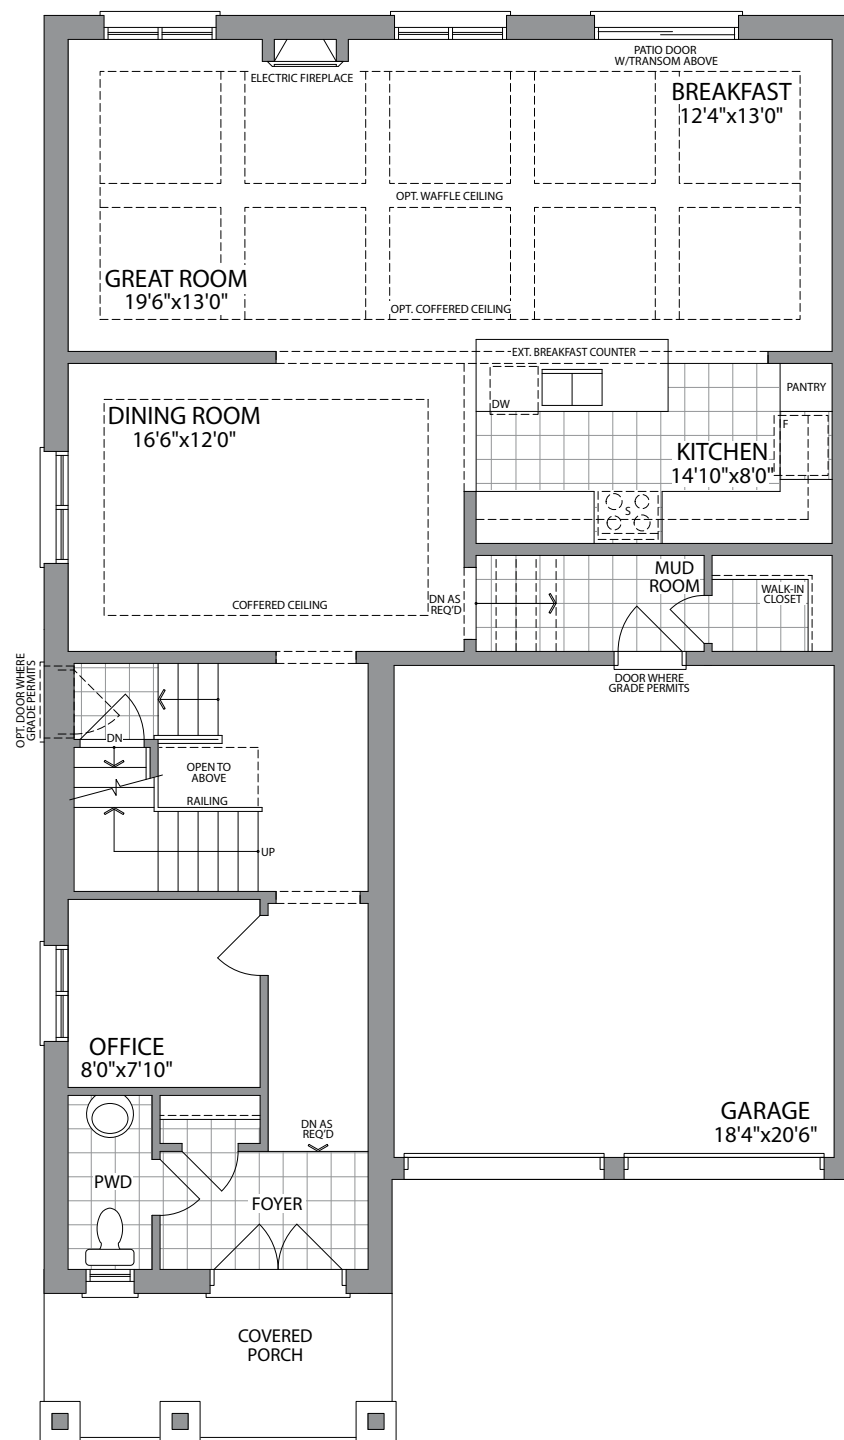 PATIO DOOR
W/TRANSOM ABOVE
ELECTRIC FIREPLACE
BREAKFAST
12'4"x13'0"
OPT. WAFFLE CEILING
GREAT ROOM
19'6"x13'0"
OPT. COFFERED CEILING
EXT. BREAKFAST COUNTER
PANTRY
DW
F
DINING ROOM
16'6"x12'0"
KITCHEN
14'10"x8'0"
S
COFFERED CEILING
DN AS
REQ'D
MUD
ROOM
WALK-IN
CLOSET
OPT. DOOR WHERE
GRADE PERMITS
DOOR WHERE
GRADE PERMITS
DN
OPEN TO
ABOVE
RAILING
UP
OFFICE
8'0"x7'10"
DN AS
REQ'D
GARAGE
18'4"x20'6"
PWD
FOYER
COVERED
PORCH